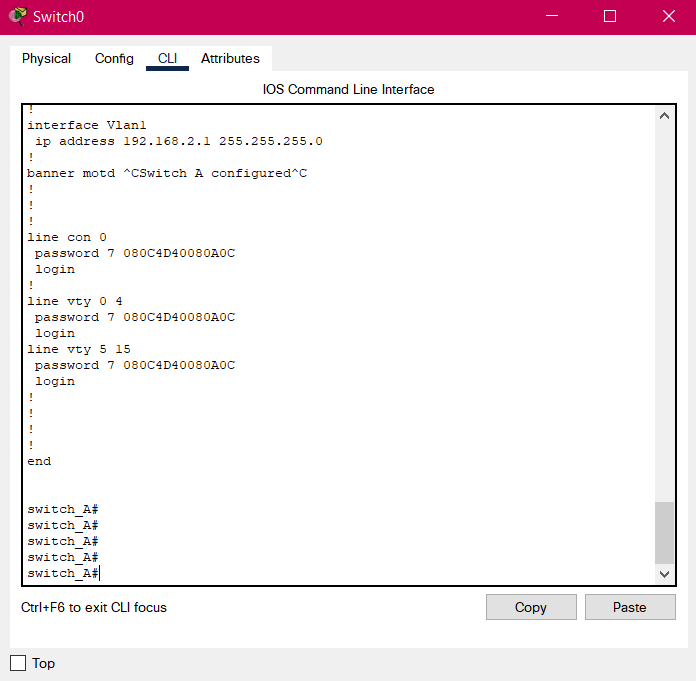 Switch0
Physical Config CLI Attributes
IOS Command Line Interface
!
interface Vlan1
 ip address 192.168.2.1 255.255.255.0
!
banner motd ^CSwitch A configured^C
!
!
!
line con 0
 password 7 080C4D40080A0C
 login
!
line vty 0 4
 password 7 080C4D40080A0C
 login
line vty 5 15
 password 7 080C4D40080A0C
 login
!
!
!
!
end
switch_A#
switch_A#
switch_A#
switch_A#
switch_A#
Ctrl+F6 to exit CLI focus Copy Paste
Top